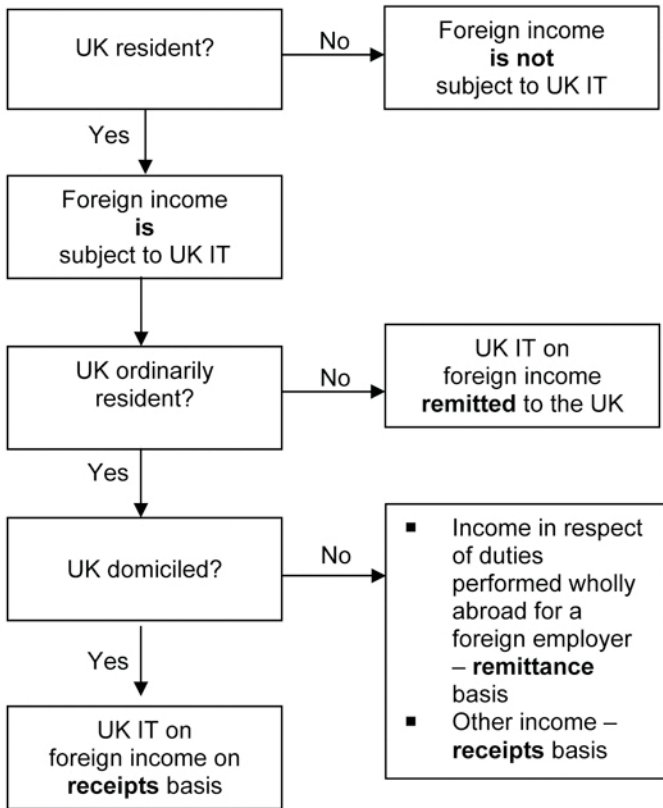 UK resident?
No
Foreign income
is not
subject to UK IT
Yes
Foreign income
is
subject to UK IT
UK ordinarily
resident?
No
UK IT on
foreign income
remitted to the UK
Yes
UK domiciled?
No
▪ Income in respect
of duties
performed wholly
abroad for a
foreign employer
– remittance
basis
▪ Other income –
receipts basis
Yes
UK IT on
foreign income on
receipts basis